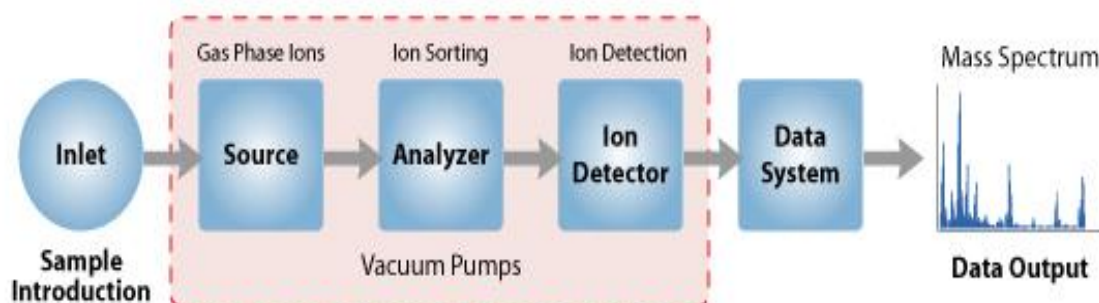 Gas Phase Ions
Ion Sorting
Ion Detection
Mass Spectrum
Inlet
Source
Analyzer
Ion
Detector
Data
System
Sample
Introduction
Vacuum Pumps
Data Output